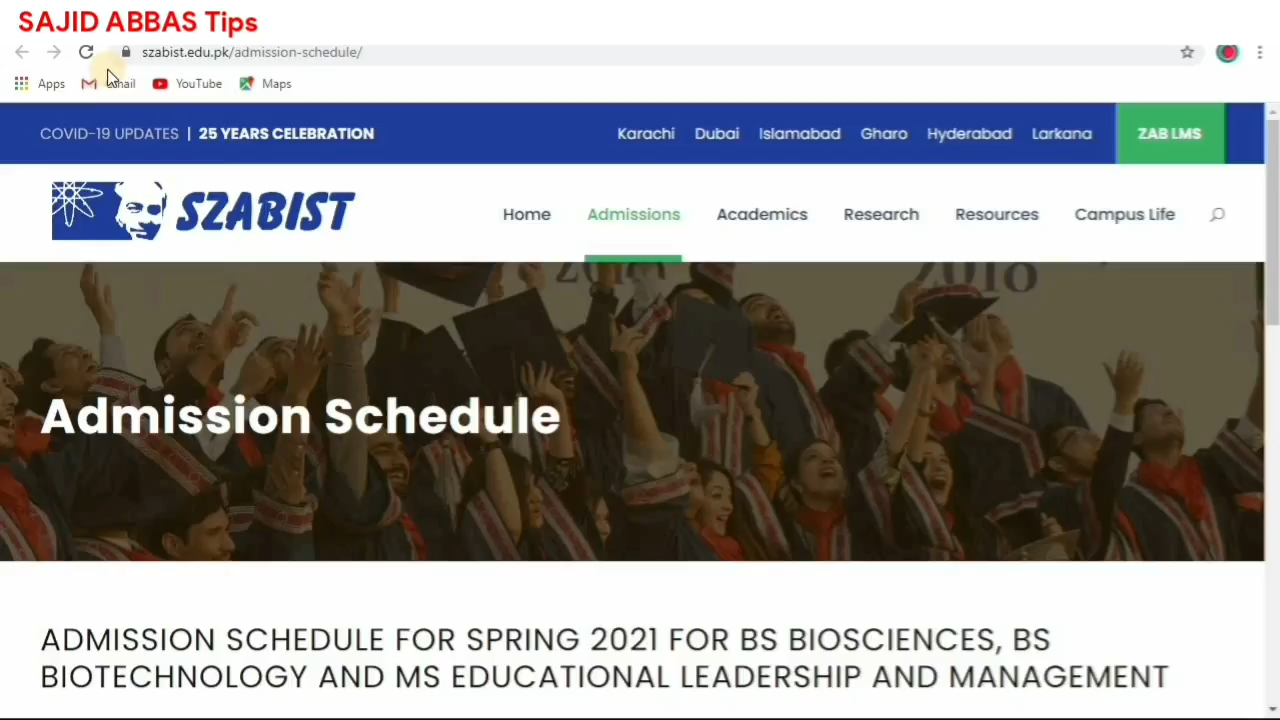 SAJID ABBAS Tips
szabist.edu.pk/admission-schedule/
Apps Gmail YouTube Maps
COVID-19 UPDATES | 25 YEARS CELEBRATION Karachi Dubai Islamabad Gharo Hyderabad Larkana ZAB LMS
SZABIST Home Admissions Academics Research Resources Campus Life
2018
Admission Schedule
ADMISSION SCHEDULE FOR SPRING 2021 FOR BS BIOSCIENCES, BS
BIOTECHNOLOGY AND MS EDUCATIONAL LEADERSHIP AND MANAGEMENT